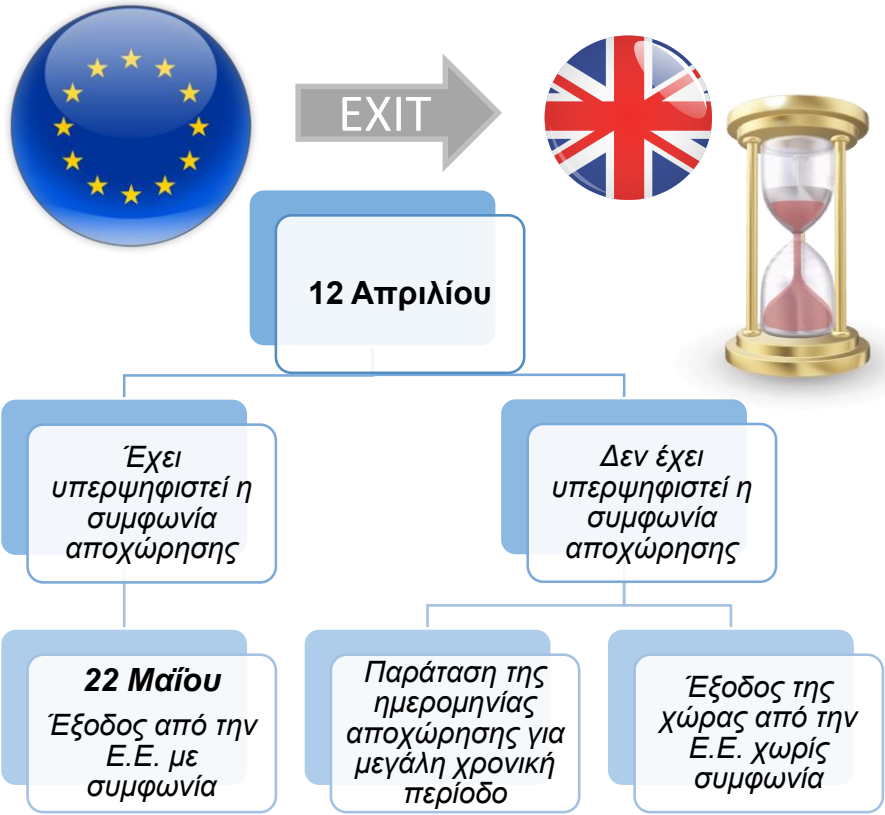 EXIT
12 Απριλίου
Έχει
υπερψηφιστεί η
συμφωνία
αποχώρησης
Δεν έχει
υπερψηφιστεί η
συμφωνία
αποχώρησης
22 Μαΐου
Έξοδος από την
Ε.Ε. με
συμφωνία
Παράταση της
ημερομηνίας
αποχώρησης για
μεγάλη χρονική
περίοδο
Έξοδος της
χώρας από την
Ε.Ε. χωρίς
συμφωνία